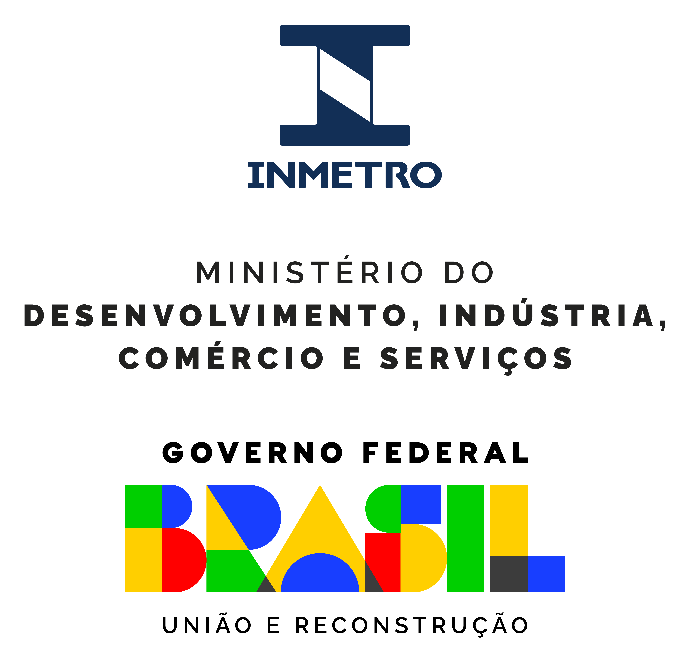 INMETRO
MINISTÉRIO DO
DESENVOLVIMENTO, INDÚSTRIA,
COMÉRCIO E SERVIÇOS
GOVERNO FEDERAL
BRASIL
UNIÃO E RECONSTRUÇÃO